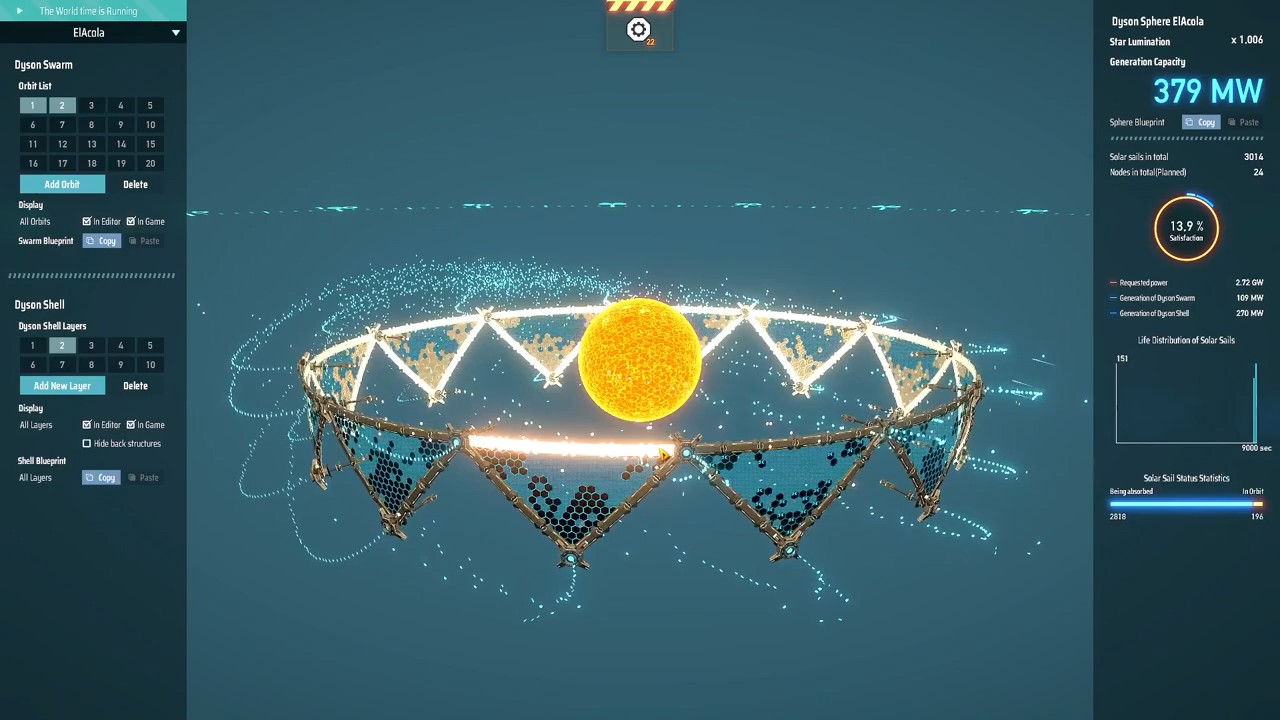 The World time is Running
ElAcola
Dyson Swarm
Orbit List
1 2 3 4 5
6 7 8 9 10
11 12 13 14 15
16 17 18 19 20
Add Orbit Delete
Display
All Orbits In Editor In Game
Swarm Blueprint Copy Paste
Dyson Shell
Dyson Shell Layers
1 2 3 4 5
6 7 8 9 10
Add New Layer Delete
Display
All Layers In Editor In Game
Hide back structures
Shell Blueprint
All Layers Copy Paste
22
Dyson Sphere ElAcola
Star Lumination x 1,006
Generation Capacity
379 MW
Sphere Blueprint Copy Paste
Solar sails in total 3014
Nodes in total(Planned) 24
13,9 %
Satisfaction
Requested power 2.72 GW
Generation of Dyson Swarm 109 MW
Generation of Dyson Shell 270 MW
Life Distribution of Solar Sails
151
9000 sec
Solar Sail Status Statistics
Being absorbed In Orbit
2818 196